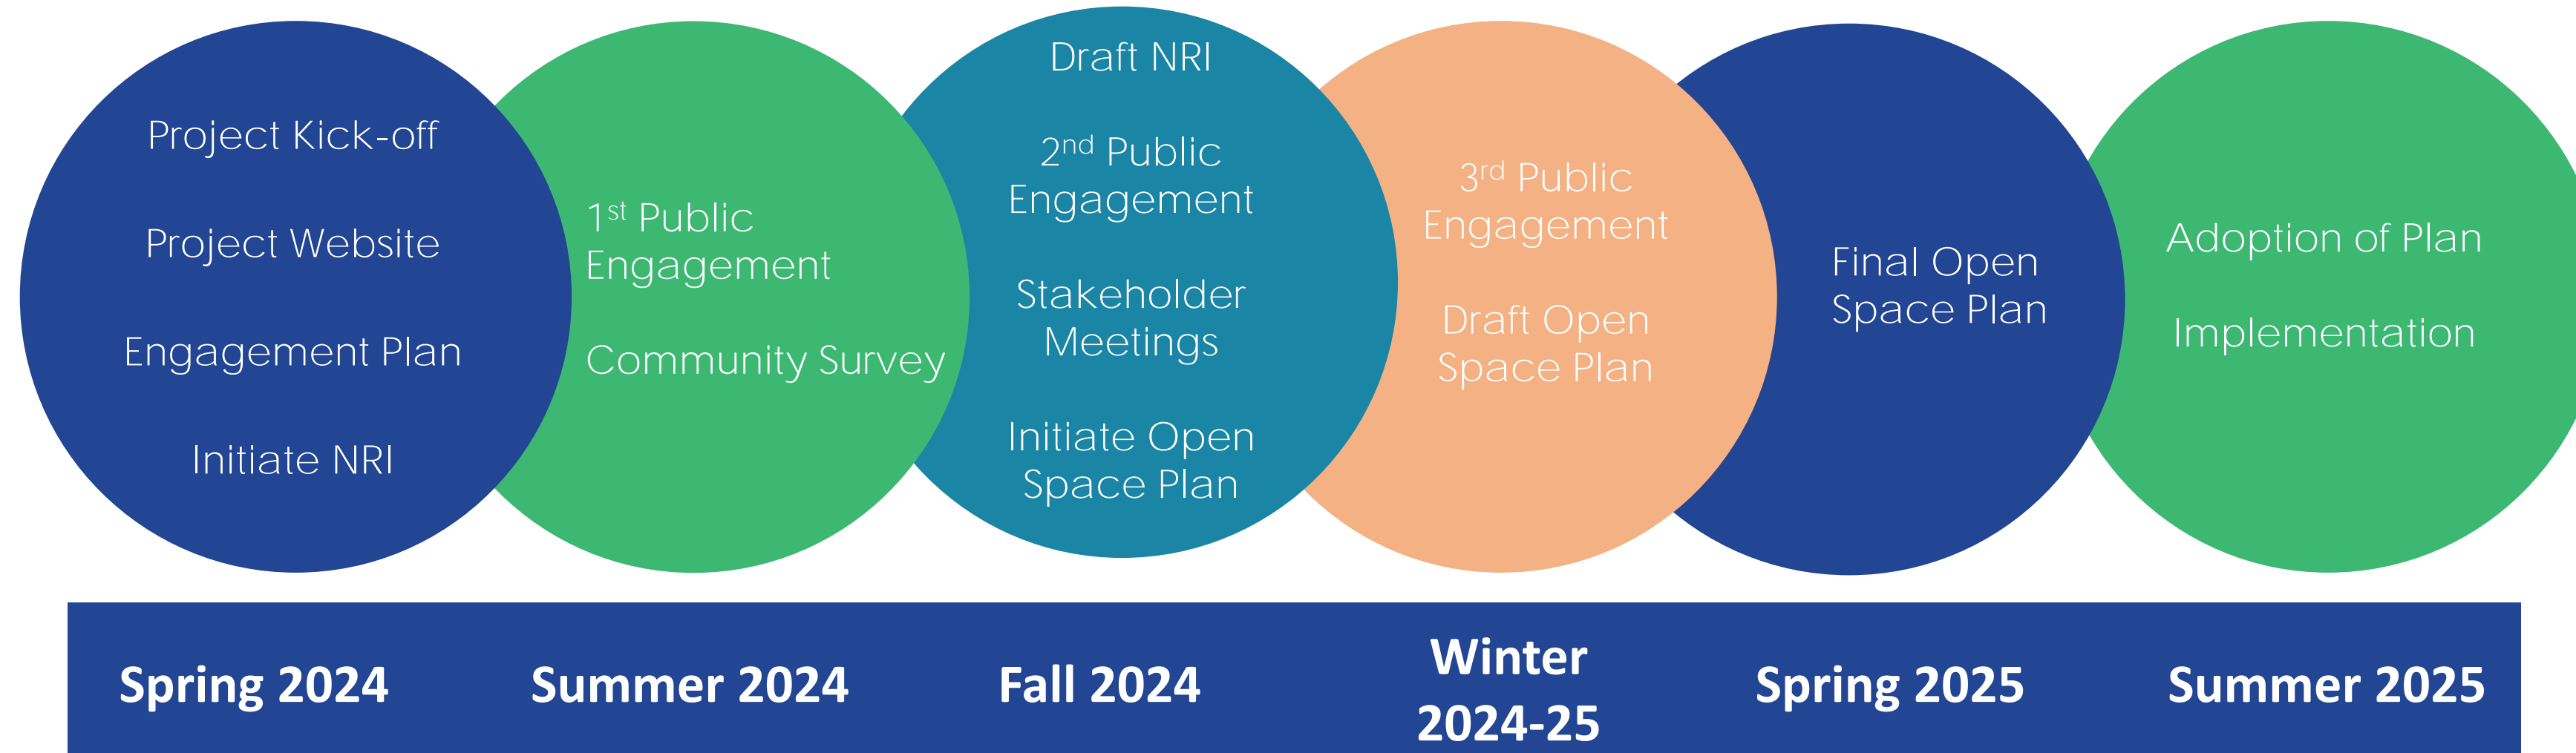 Project Kick-off
Project Website
Engagement Plan
Initiate NRI
1st Public
Engagement
Community Survey
Draft NRI
2nd Public
Engagement
Stakeholder
Meetings
Initiate Open
Space Plan
3rd Public
Engagement
Draft Open
Space Plan
Final Open
Space Plan
Adoption of Plan
Implementation
Spring 2024
Summer 2024
Fall 2024
Winter
2024-25
Spring 2025
Summer 2025